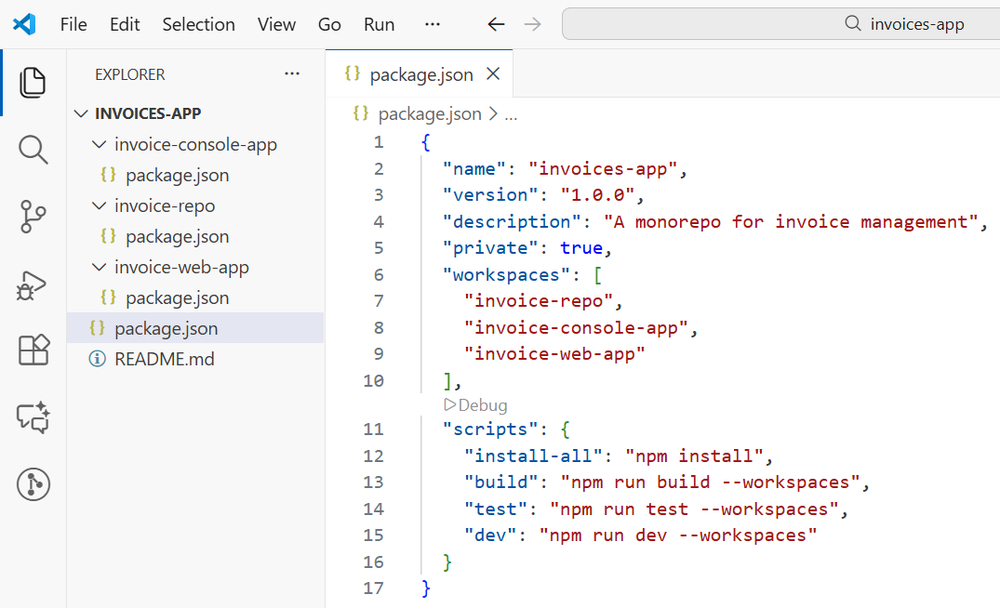 File Edit Selection View Go Run ··· invoices-app
EXPLORER ···
INVOICES-APP
invoice-console-app
{} package.json
invoice-repo
{} package.json
invoice-web-app
{} package.json
{} package.json
README.md
{} package.json
{} package.json > ...
1 {
2 "name": "invoices-app",
3 "version": "1.0.0",
4 "description": "A monorepo for invoice management",
5 "private": true,
6 "workspaces": [
7 "invoice-repo",
8 "invoice-console-app",
9 "invoice-web-app"
10 ],
Debug
11 "scripts": {
12 "install-all": "npm install",
13 "build": "npm run build --workspaces",
14 "test": "npm run test --workspaces",
15 "dev": "npm run dev --workspaces"
16 }
17 }